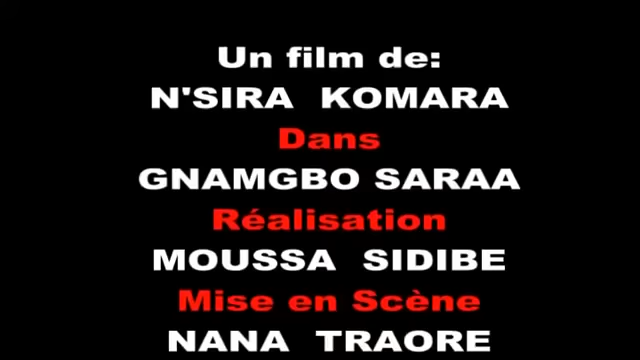 Un film de:
N'SIRA KOMARA
Dans
GNAMGBO SARAA
Réalisation
MOUSSA SIDIBE
Mise en Scène
NANA TRAORE